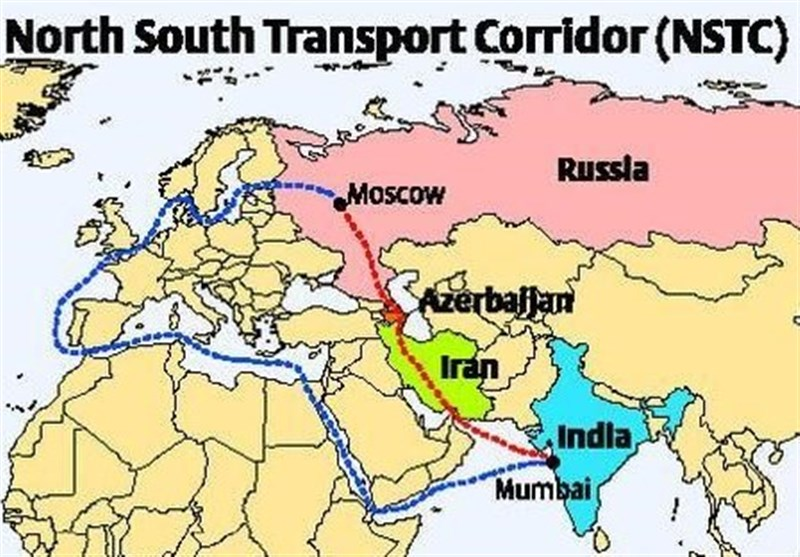 North South Transport Corridor (NSTC)
Russia
Moscow
Azerbaijan
Iran
India
Mumbai